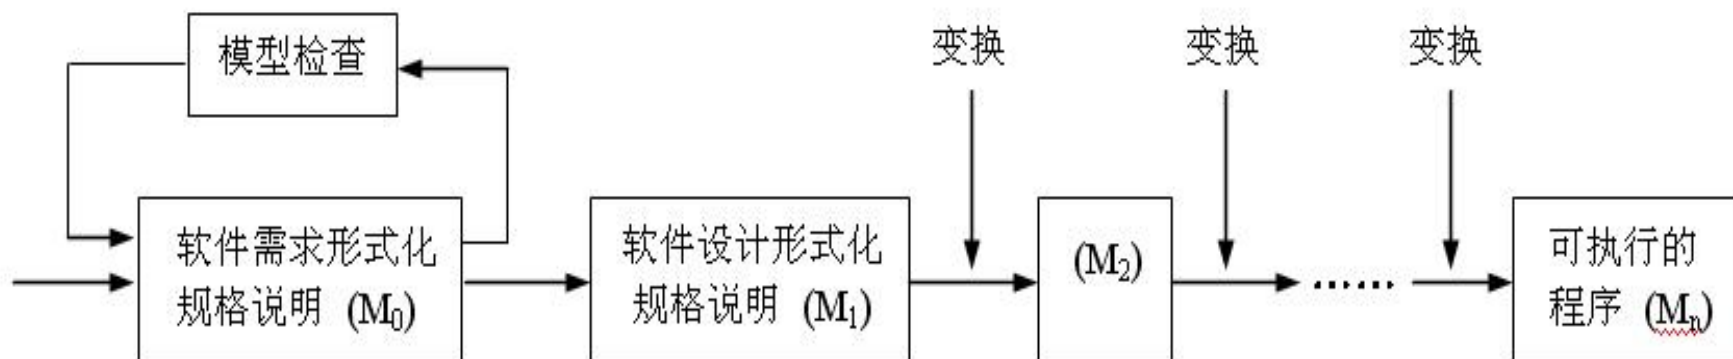 模型检查
变换
变换
变换
软件需求形式化
规格说明 (M₀)
软件设计形式化
规格说明 (M₁)
(M₂)
......
可执行的
程序 (Mₙ)